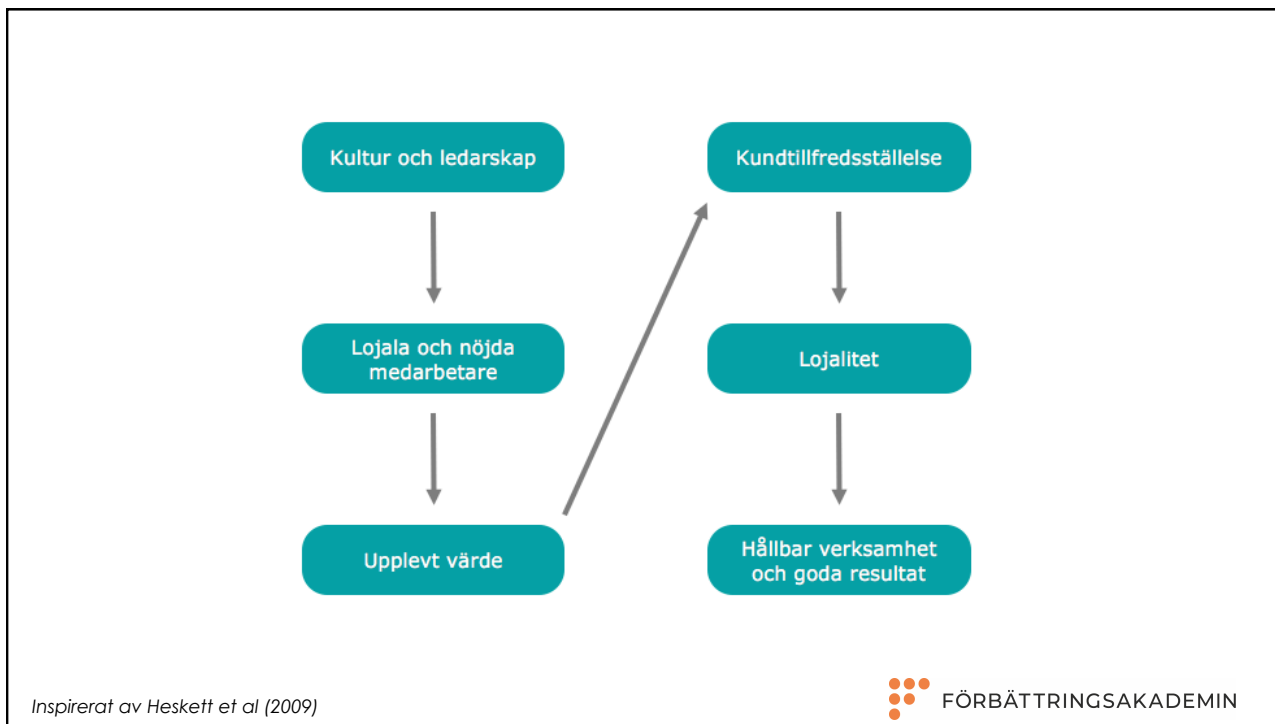 Kultur och ledarskap
Lojala och nöjda
medarbetare
Upplevt värde
Kundtillfredsställelse
Lojalitet
Hållbar verksamhet
och goda resultat
Inspirerat av Heskett et al (2009)
FÖRBÄTTRINGSAKADEMIN